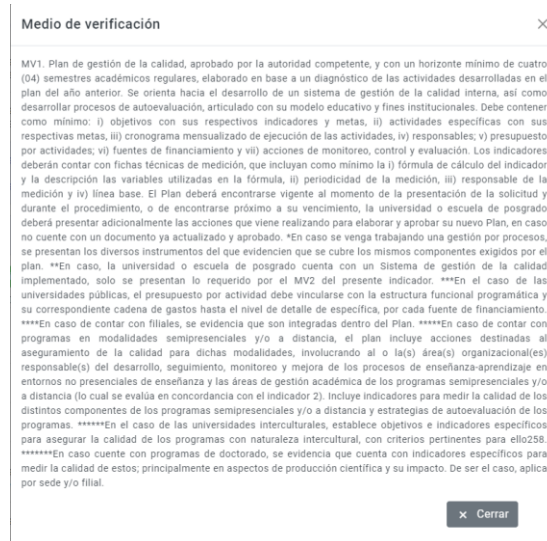 Medio de verificación
MV1. Plan de gestión de la calidad, aprobado por la autoridad competente, y con un horizonte mínimo de cuatro
(04) semestres académicos regulares, elaborado en base a un diagnóstico de las actividades desarrolladas en el
plan del año anterior. Se orienta hacia el desarrollo de un sistema de gestión de la calidad interna, así como
desarrollar procesos de autoevaluación, articulado con su modelo educativo y fines institucionales. Debe contener
como mínimo: i) objetivos con sus respectivos indicadores y metas, ii) actividades específicas con sus
respectivas metas, iii) cronograma mensualizado de ejecución de las actividades, iv) responsables; v) presupuesto
por actividades; vi) fuentes de financiamiento y vii) acciones de monitoreo, control y evaluación. Los indicadores
deberán contar con fichas técnicas de medición, que incluyan como mínimo la i) fórmula de cálculo del indicador
y la descripción las variables utilizadas en la fórmula, ii) periodicidad de la medición, iii) responsable de la
medición y iv) línea base. El Plan deberá encontrarse vigente al momento de la presentación de la solicitud y
durante el procedimiento, o de encontrarse próximo a su vencimiento, la universidad o escuela de posgrado
deberá presentar adicionalmente las acciones que viene realizando para elaborar y aprobar su nuevo Plan, en caso
no cuente con un documento ya actualizado y aprobado. *En caso se venga trabajando una gestión por procesos,
se presentan los diversos instrumentos del que evidencien que se cubre los mismos componentes exigidos por el
plan. **En caso, la universidad o escuela de posgrado cuenta con un Sistema de gestión de la calidad
implementado, solo se presentan lo requerido por el MV2 del presente indicador. ***En el caso de las
universidades públicas, el presupuesto por actividad debe vincularse con la estructura funcional programática y
su correspondiente cadena de gastos hasta el nivel de detalle de específica, por cada fuente de financiamiento.
****En caso de contar con filiales, se evidencia que son integradas dentro del Plan. *****En caso de contar con
programas en modalidades semipresenciales y/o a distancia, el plan incluye acciones destinadas al
aseguramiento de la calidad para dichas modalidades, involucrando al o la(s) área(s) organizacional(es)
responsable(s) del desarrollo, seguimiento, monitoreo y mejora de los procesos de enseñanza-aprendizaje en
entornos no presenciales de enseñanza y las áreas de gestión académica de los programas semipresenciales y/o
a distancia (lo cual se evalúa en concordancia con el indicador 2). Incluye indicadores para medir la calidad de los
distintos componentes de los programas semipresenciales y/o a distancia y estrategias de autoevaluación de los
programas. ******En el caso de las universidades interculturales, establece objetivos e indicadores específicos
para asegurar la calidad de los programas con naturaleza intercultural, con criterios pertinentes para ello258.
*******En caso cuente con programas de doctorado, se evidencia que cuenta con indicadores específicos para
medir la calidad de estos; principalmente en aspectos de producción científica y su impacto. De ser el caso, aplica
por sede y/o filial.
Cerrar